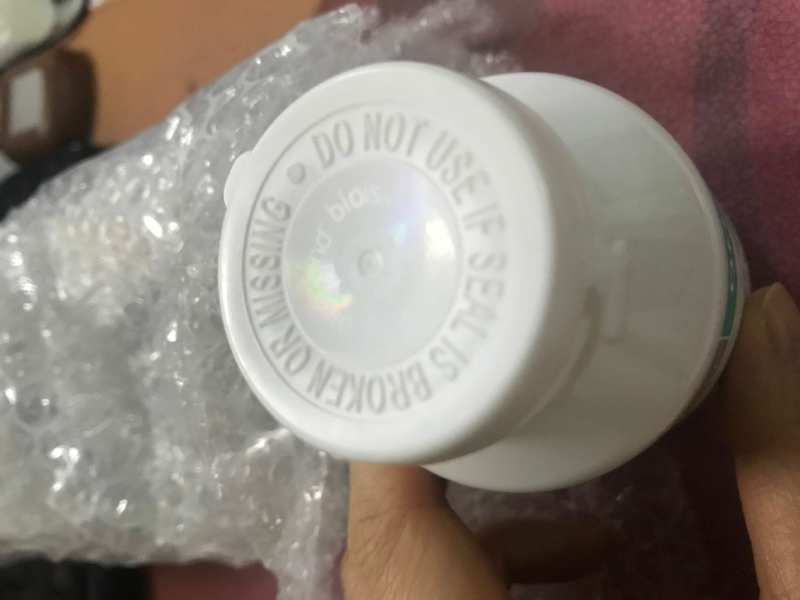 DO NOT USE IF SEAL IS BROKEN OR MISSING